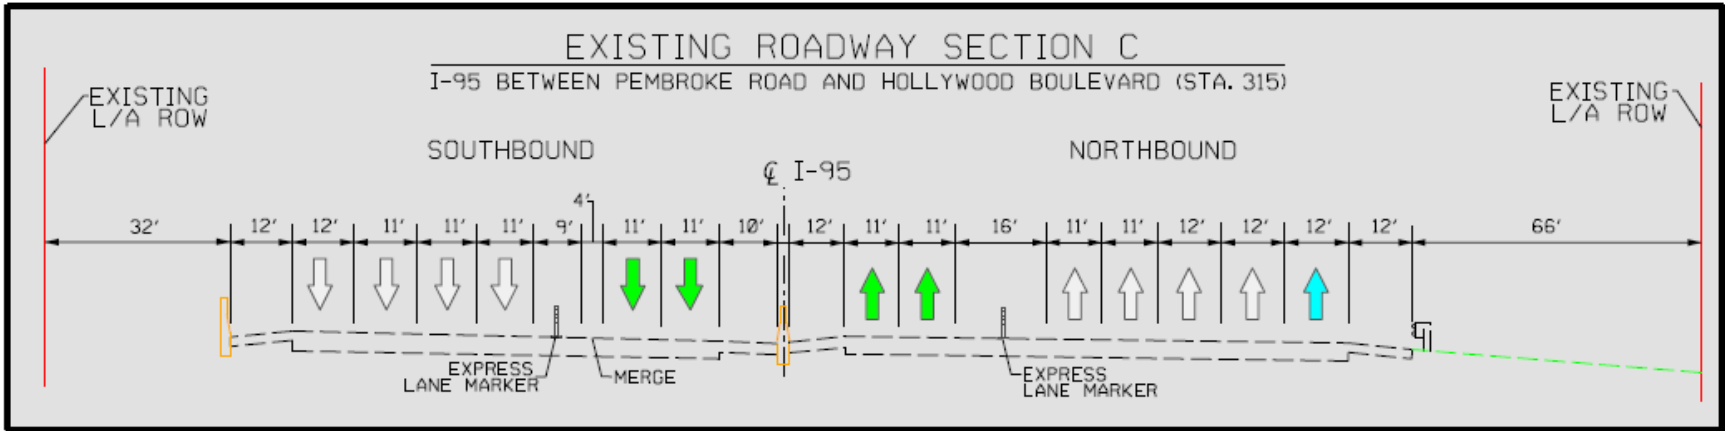 EXISTING ROADWAY SECTION C
I-95 BETWEEN PEMBROKE ROAD AND HOLLYWOOD BOULEVARD (STA. 315)
EXISTING
L/A ROW
EXISTING
L/A ROW
SOUTHBOUND
NORTHBOUND
℄ I-95
32' 12' 12' 11' 11' 11' 9' 4' 11' 11' 10' 12' 11' 11' 16' 11' 11' 12' 12' 12' 12' 66'
EXPRESS
LANE MARKER
MERGE
EXPRESS
LANE MARKER